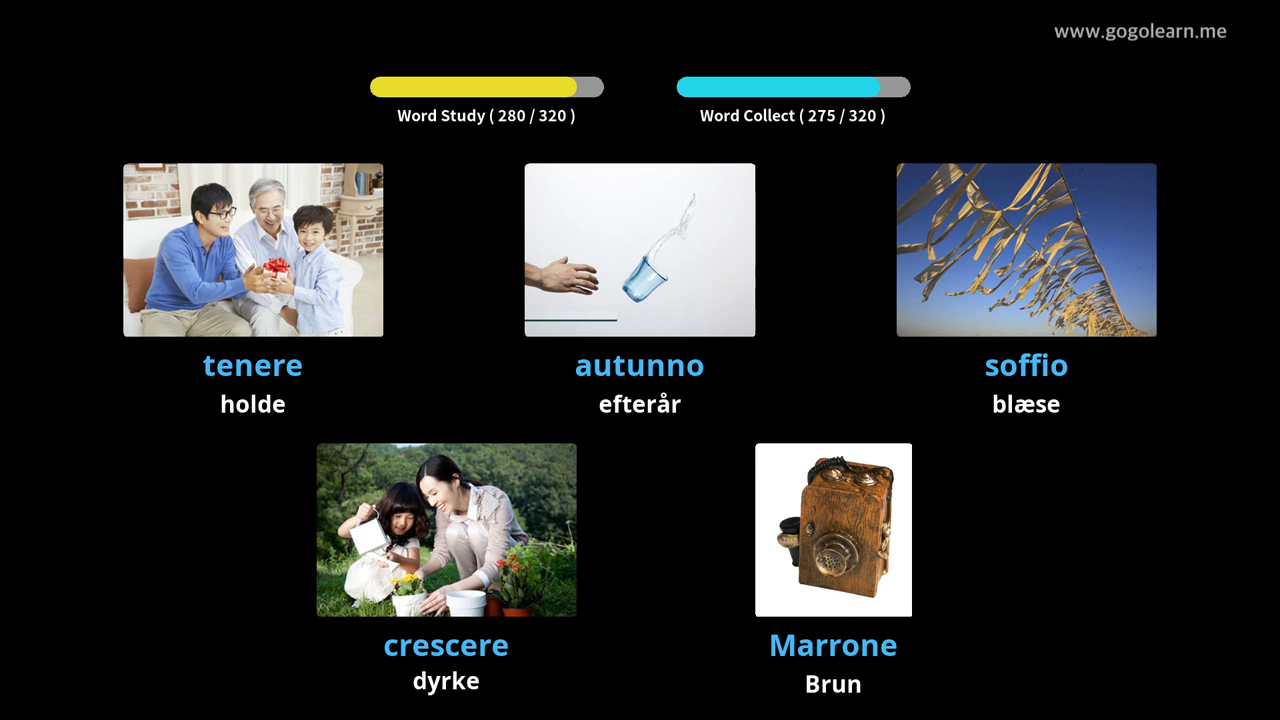 www.gogolearn.me
Word Study ( 280 / 320 )
Word Collect ( 275 / 320 )
tenere
holde
autunno
efterår
soffio
blæse
crescere
dyrke
Marrone
Brun